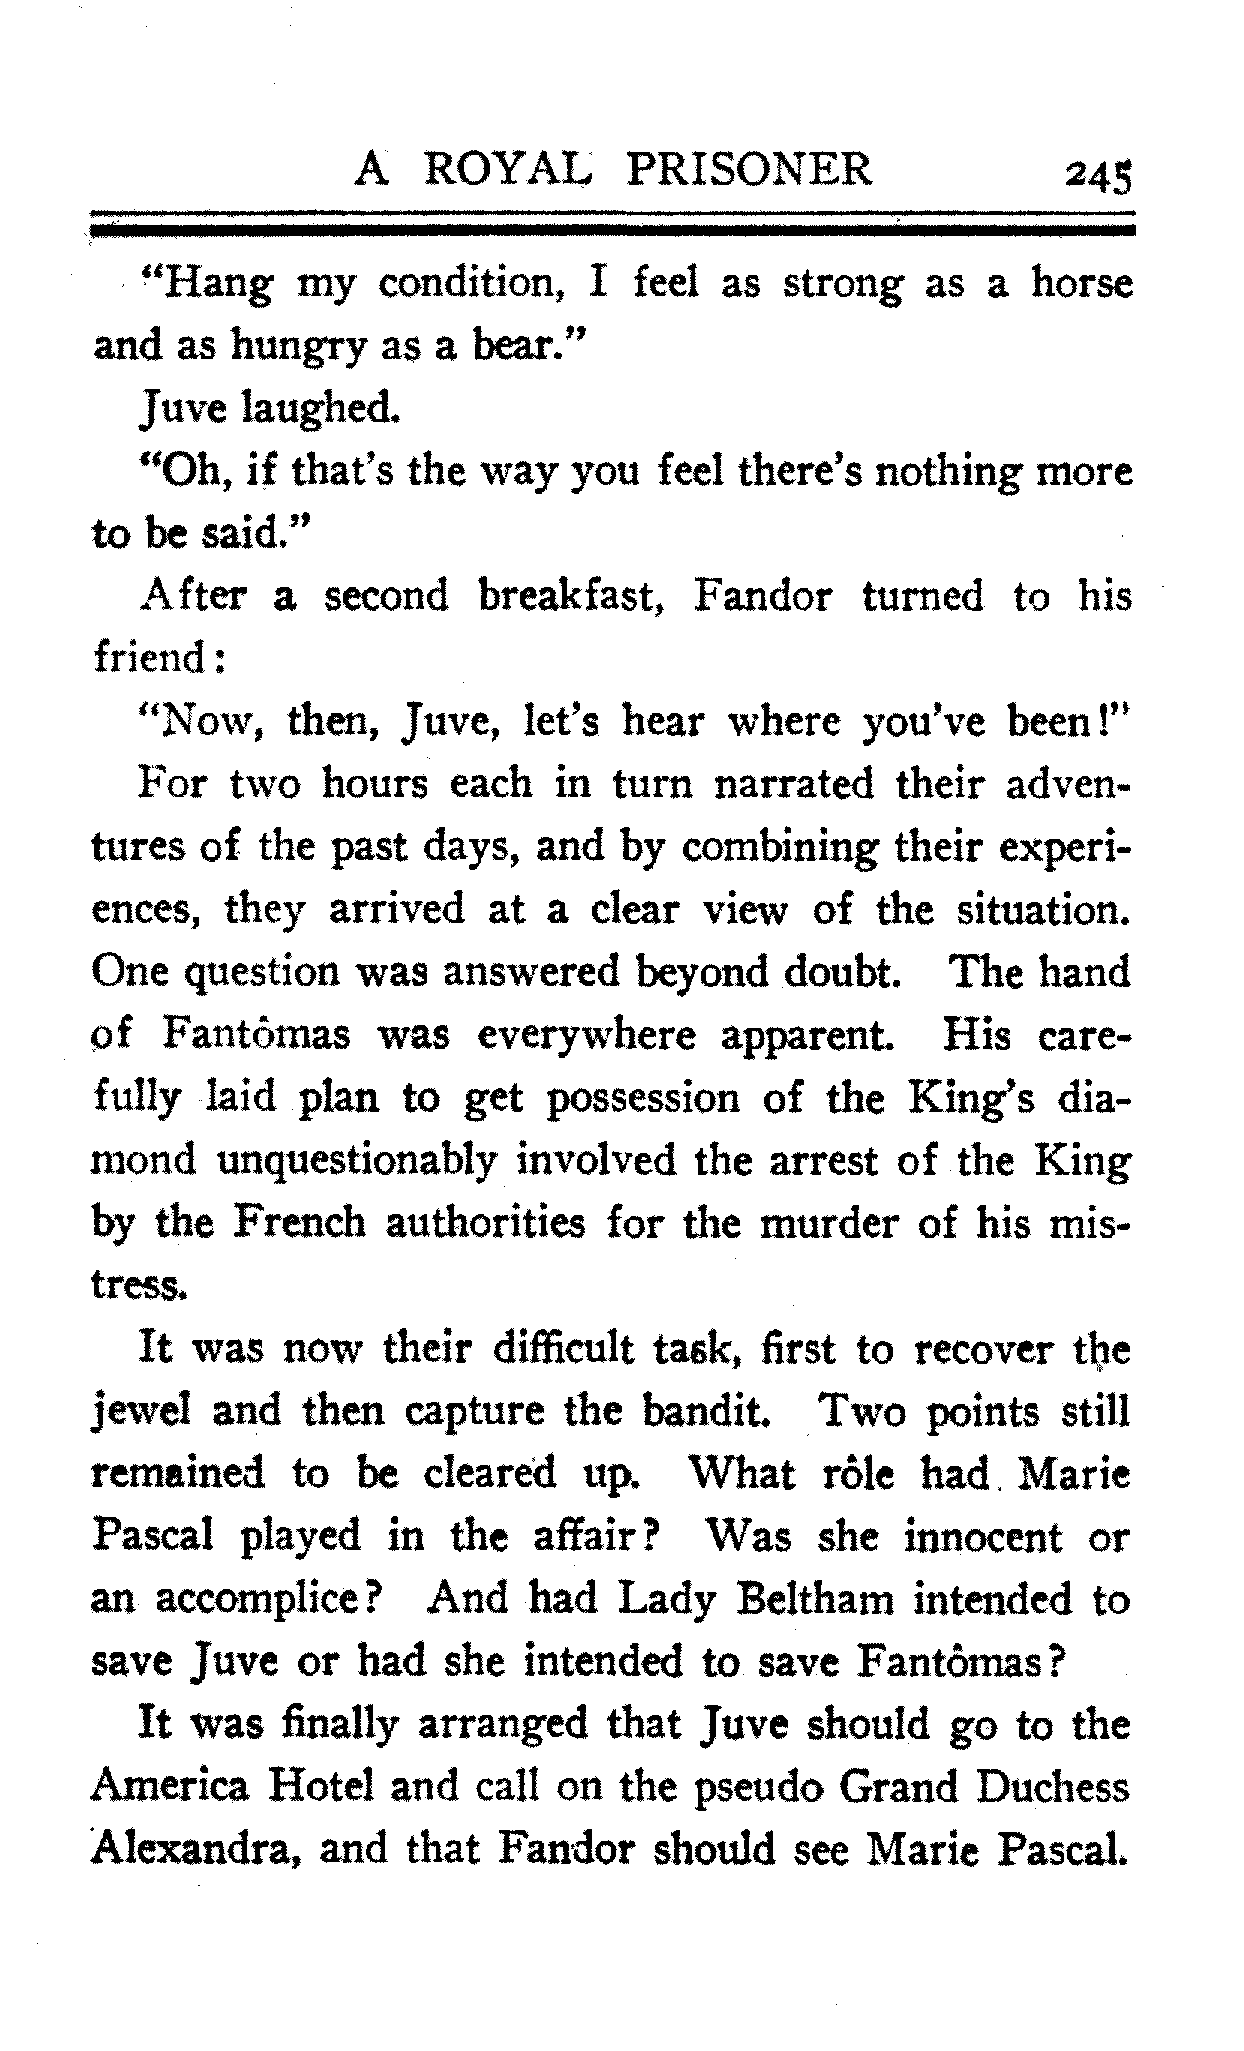 A ROYAL PRISONER 245
“Hang my condition, I feel as strong as a horse
and as hungry as a bear.”
Juve laughed.
“Oh, if that’s the way you feel there’s nothing more
to be said.”
After a second breakfast, Fandor turned to his
friend:
“Now, then, Juve, let’s hear where you’ve been!”
For two hours each in turn narrated their adven-
tures of the past days, and by combining their experi-
ences, they arrived at a clear view of the situation.
One question was answered beyond doubt. The hand
of Fantômas was everywhere apparent. His care-
fully laid plan to get possession of the King’s dia-
mond unquestionably involved the arrest of the King
by the French authorities for the murder of his mis-
tress.
It was now their difficult task, first to recover the
jewel and then capture the bandit. Two points still
remained to be cleared up. What rôle had Marie
Pascal played in the affair? Was she innocent or
an accomplice? And had Lady Beltham intended to
save Juve or had she intended to save Fantômas?
It was finally arranged that Juve should go to the
America Hotel and call on the pseudo Grand Duchess
Alexandra, and that Fandor should see Marie Pascal.